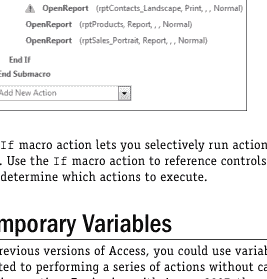 OpenReport (rptContacts_Landscape, Print, , , Normal)
OpenReport (rptProducts, Report, , , Normal)
OpenReport (rptSales_Portrait, Report, , , Normal)
End If
End Submacro
Add New Action
If macro action lets you selectively run action
. Use the If macro action to reference controls
determine which actions to execute.
mporary Variables
revious versions of Access, you could use variab
ted to performing a series of actions without ca